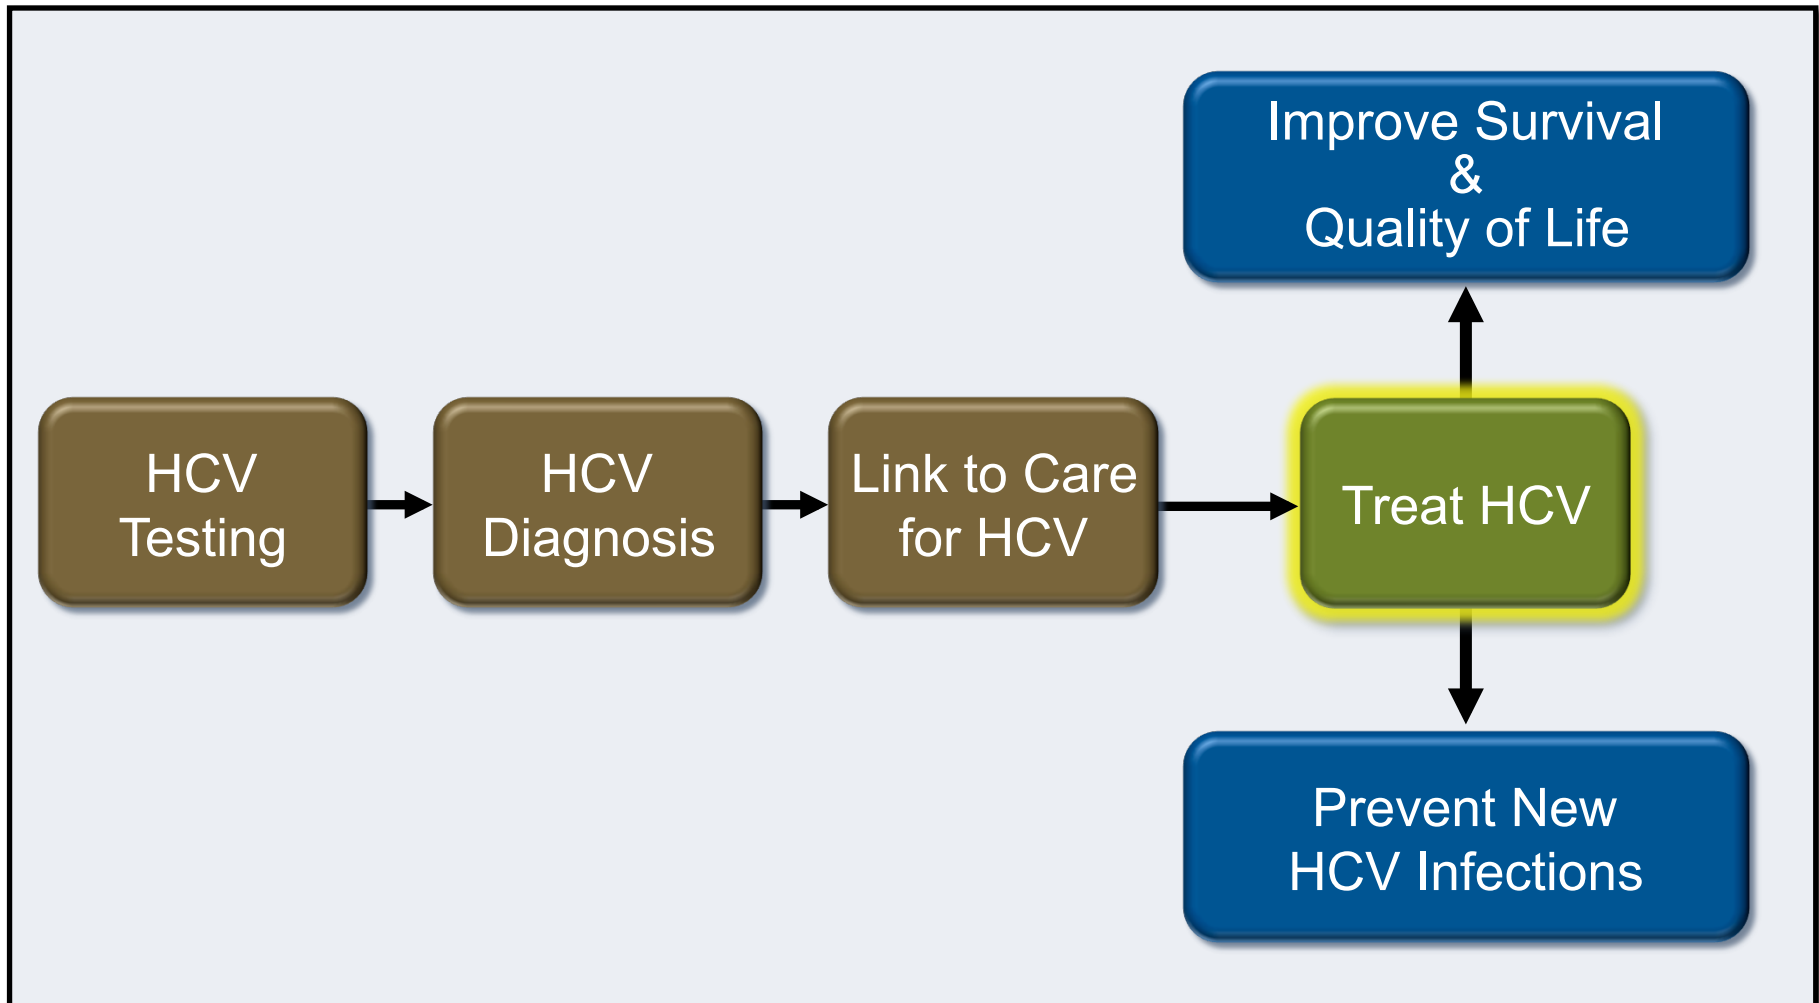 Improve Survival
&
Quality of Life
HCV
Testing
HCV
Diagnosis
Link to Care
for HCV
Treat HCV
Prevent New
HCV Infections